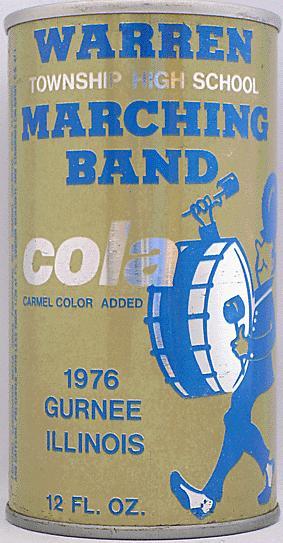 WARREN
TOWNSHIP HIGH SCHOOL
MARCHING
BAND
cola
CARMEL COLOR ADDED
1976
GURNEE
ILLINOIS
12 FL. OZ.